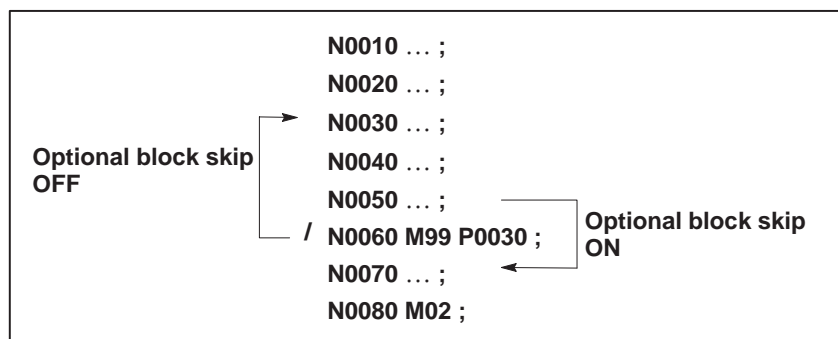 N0010 … ;
N0020 … ;
N0030 … ;
Optional block skip
OFF
N0040 … ;
N0050 … ;
/ N0060 M99 P0030 ;
Optional block skip
ON
N0070 … ;
N0080 M02 ;